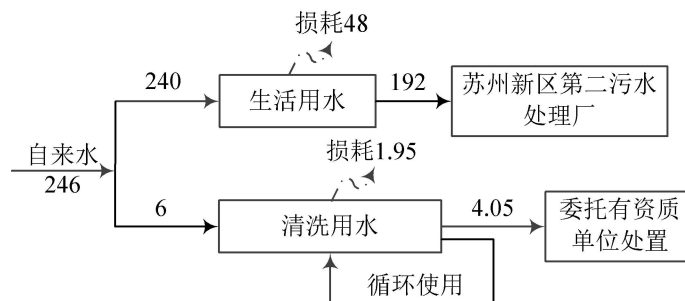 损耗48
240
生活用水
192
苏州新区第二污水
处理厂
自来水
246
损耗1.95
6
清洗用水
4.05
委托有资质
单位处置
循环使用